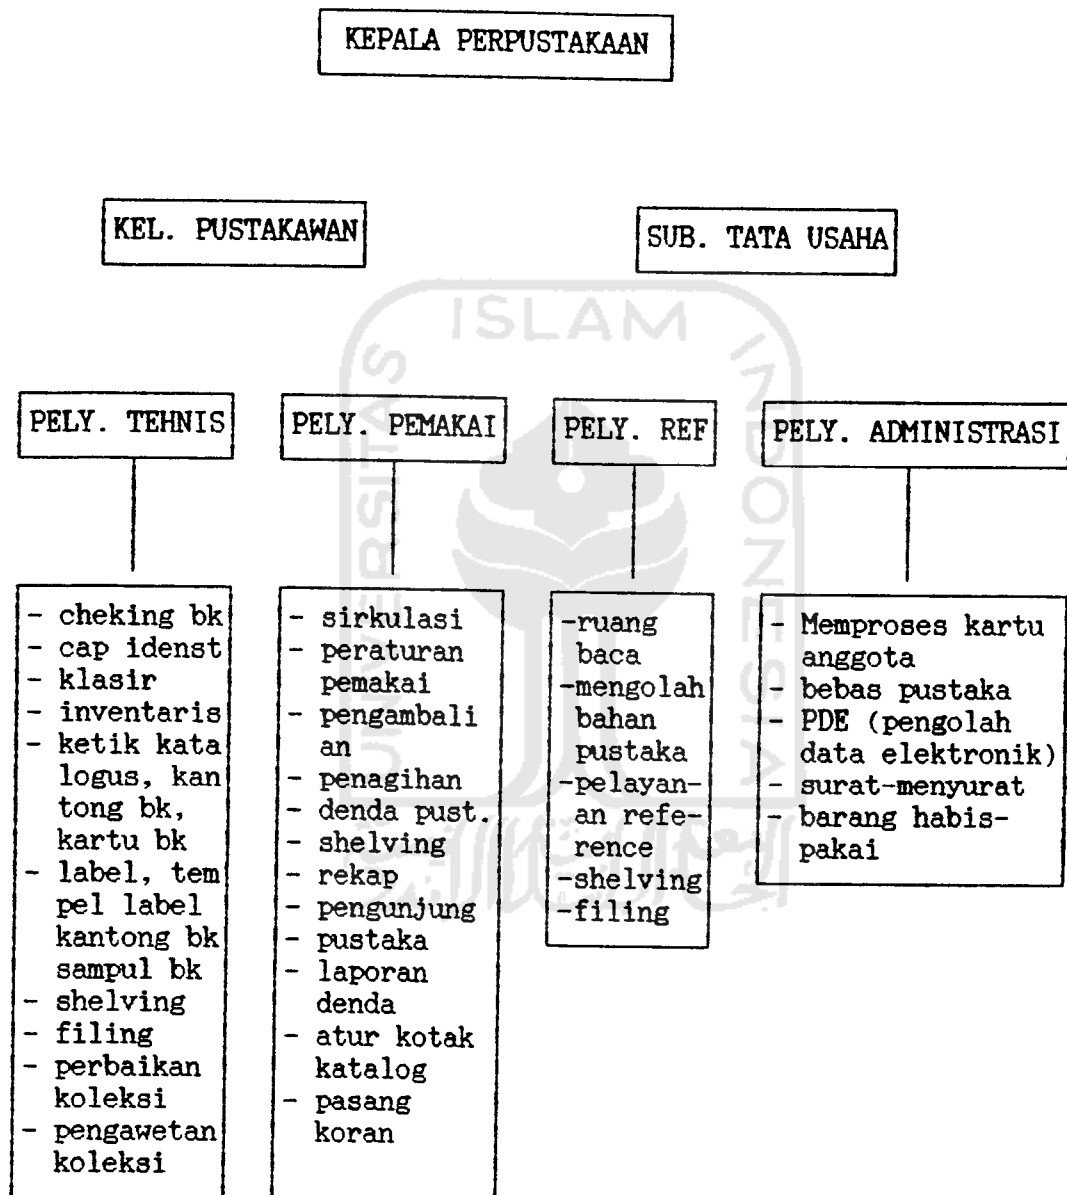 KEPALA PERPUSTAKAAN
KEL. PUSTAKAWAN
SUB. TATA USAHA
PELY. TEHNIS
PELY. PEMAKAI
PELY. REF
PELY. ADMINISTRASI
- cheking bk
- cap idenst
- klasir
- inventaris
- ketik kata
logus, kan
tong bk,
kartu bk
- label, tem
pel label
kantong bk
sampul bk
- shelving
- filing
- perbaikan
koleksi
- pengawetan
koleksi
- sirkulasi
- peraturan
pemakai
- pengambali
an
- penagihan
- denda pust.
- shelving
- rekap
- pengunjung
- pustaka
- laporan
denda
- atur kotak
katalog
- pasang
koran
-ruang
baca
-mengolah
bahan
pustaka
-pelayan-
an refe-
rence
-shelving
-filing
- Memproses kartu
anggota
- bebas pustaka
- PDE (pengolah
data elektronik)
- surat-menyurat
- barang habis-
pakai
UNIVERSITAS
ISLAM
INDONESIA